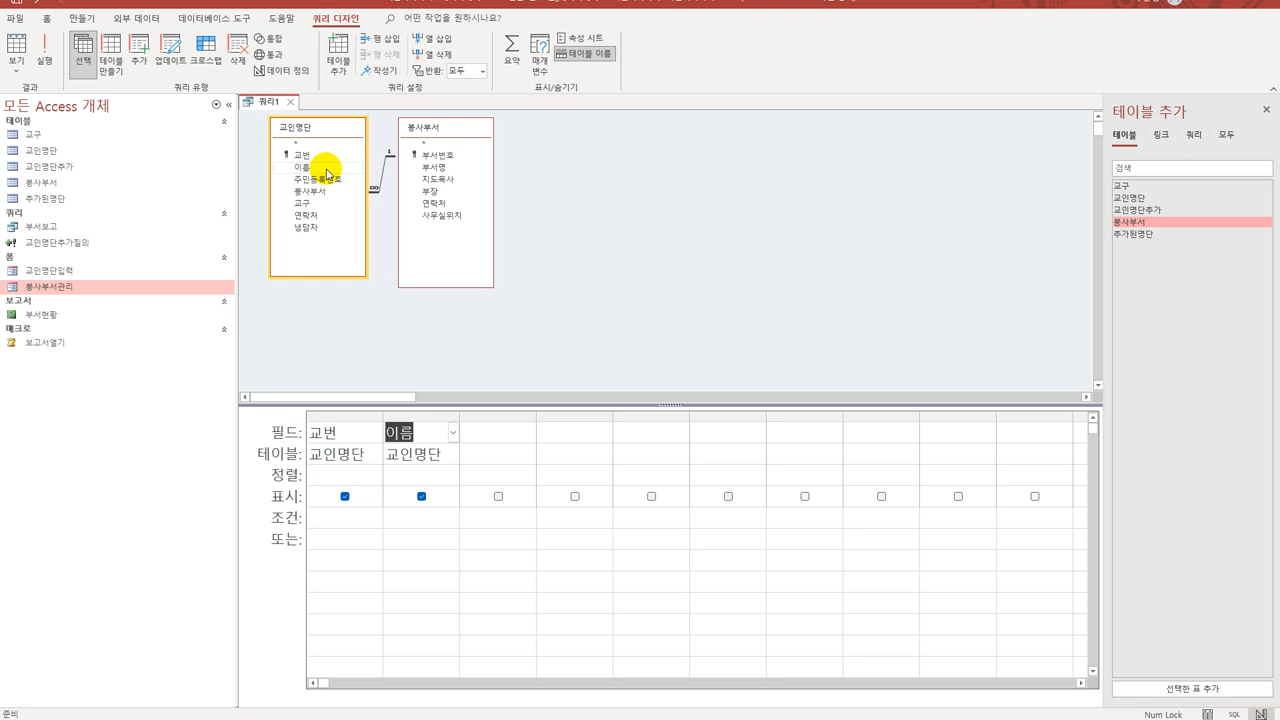 파일 홈 만들기 외부 데이터 데이터베이스 도구 도움말 쿼리 디자인 어떤 작업을 원하시나요?
보기 실행 선택 테이블 만들기 추가 업데이트 크로스탭 삭제
통합
통과
데이터 정의
테이블 추가
행 삽입
행 삭제
작성기
열 삽입
열 삭제
반환: 모두
요약 매개 변수
속성 시트
테이블 이름
결과 쿼리 유형 쿼리 설정 표시/숨기기
모든 Access 개체
테이블
교구
교인명단
교인명단추가
봉사부서
추가된명단
쿼리
부서보고
교인명단추가질의
폼
교인명단입력
봉사부서관리
보고서
부서현황
매크로
보고서열기
쿼리1
교인명단
*
교번
이름
주민등록번호
봉사부서
교구
연락처
냉담자
1
∞
봉사부서
*
부서번호
부서명
지도목사
부장
연락처
사무실위치
필드: 교번 이름
테이블: 교인명단 교인명단
정렬:
표시:
조건:
또는:
테이블 추가
테이블 링크 쿼리 모두
검색
교구
교인명단
교인명단추가
봉사부서
추가된명단
선택한 표 추가
준비
Num Lock
SQL